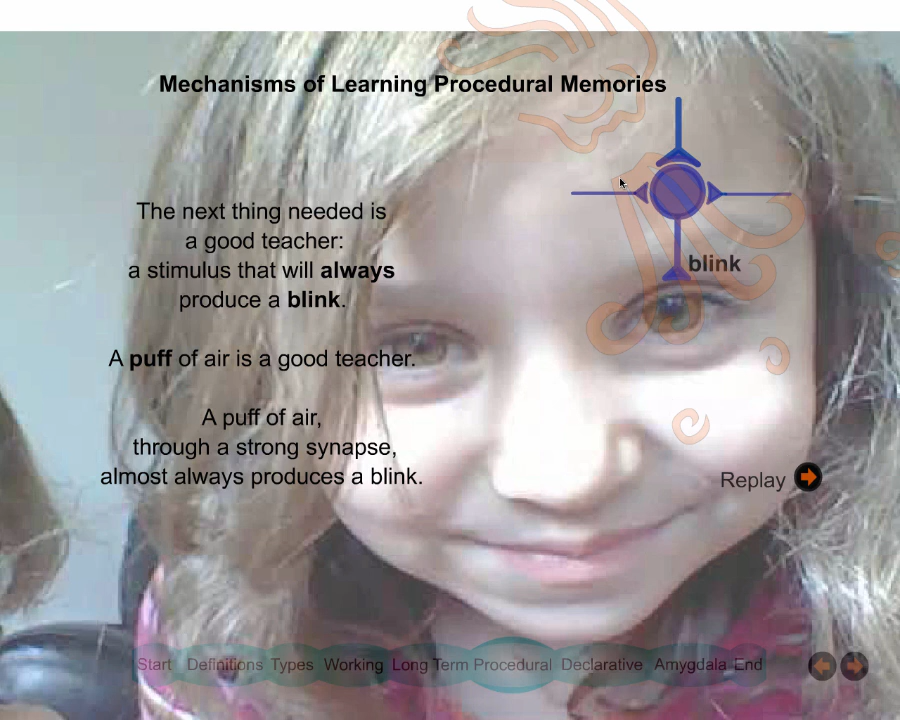 Mechanisms of Learning Procedural Memories
The next thing needed is
a good teacher:
a stimulus that will always
produce a blink.
blink
A puff of air is a good teacher.
A puff of air,
through a strong synapse,
almost always produces a blink.
Replay
Start Definitions Types Working Long Term Procedural Declarative Amygdala End